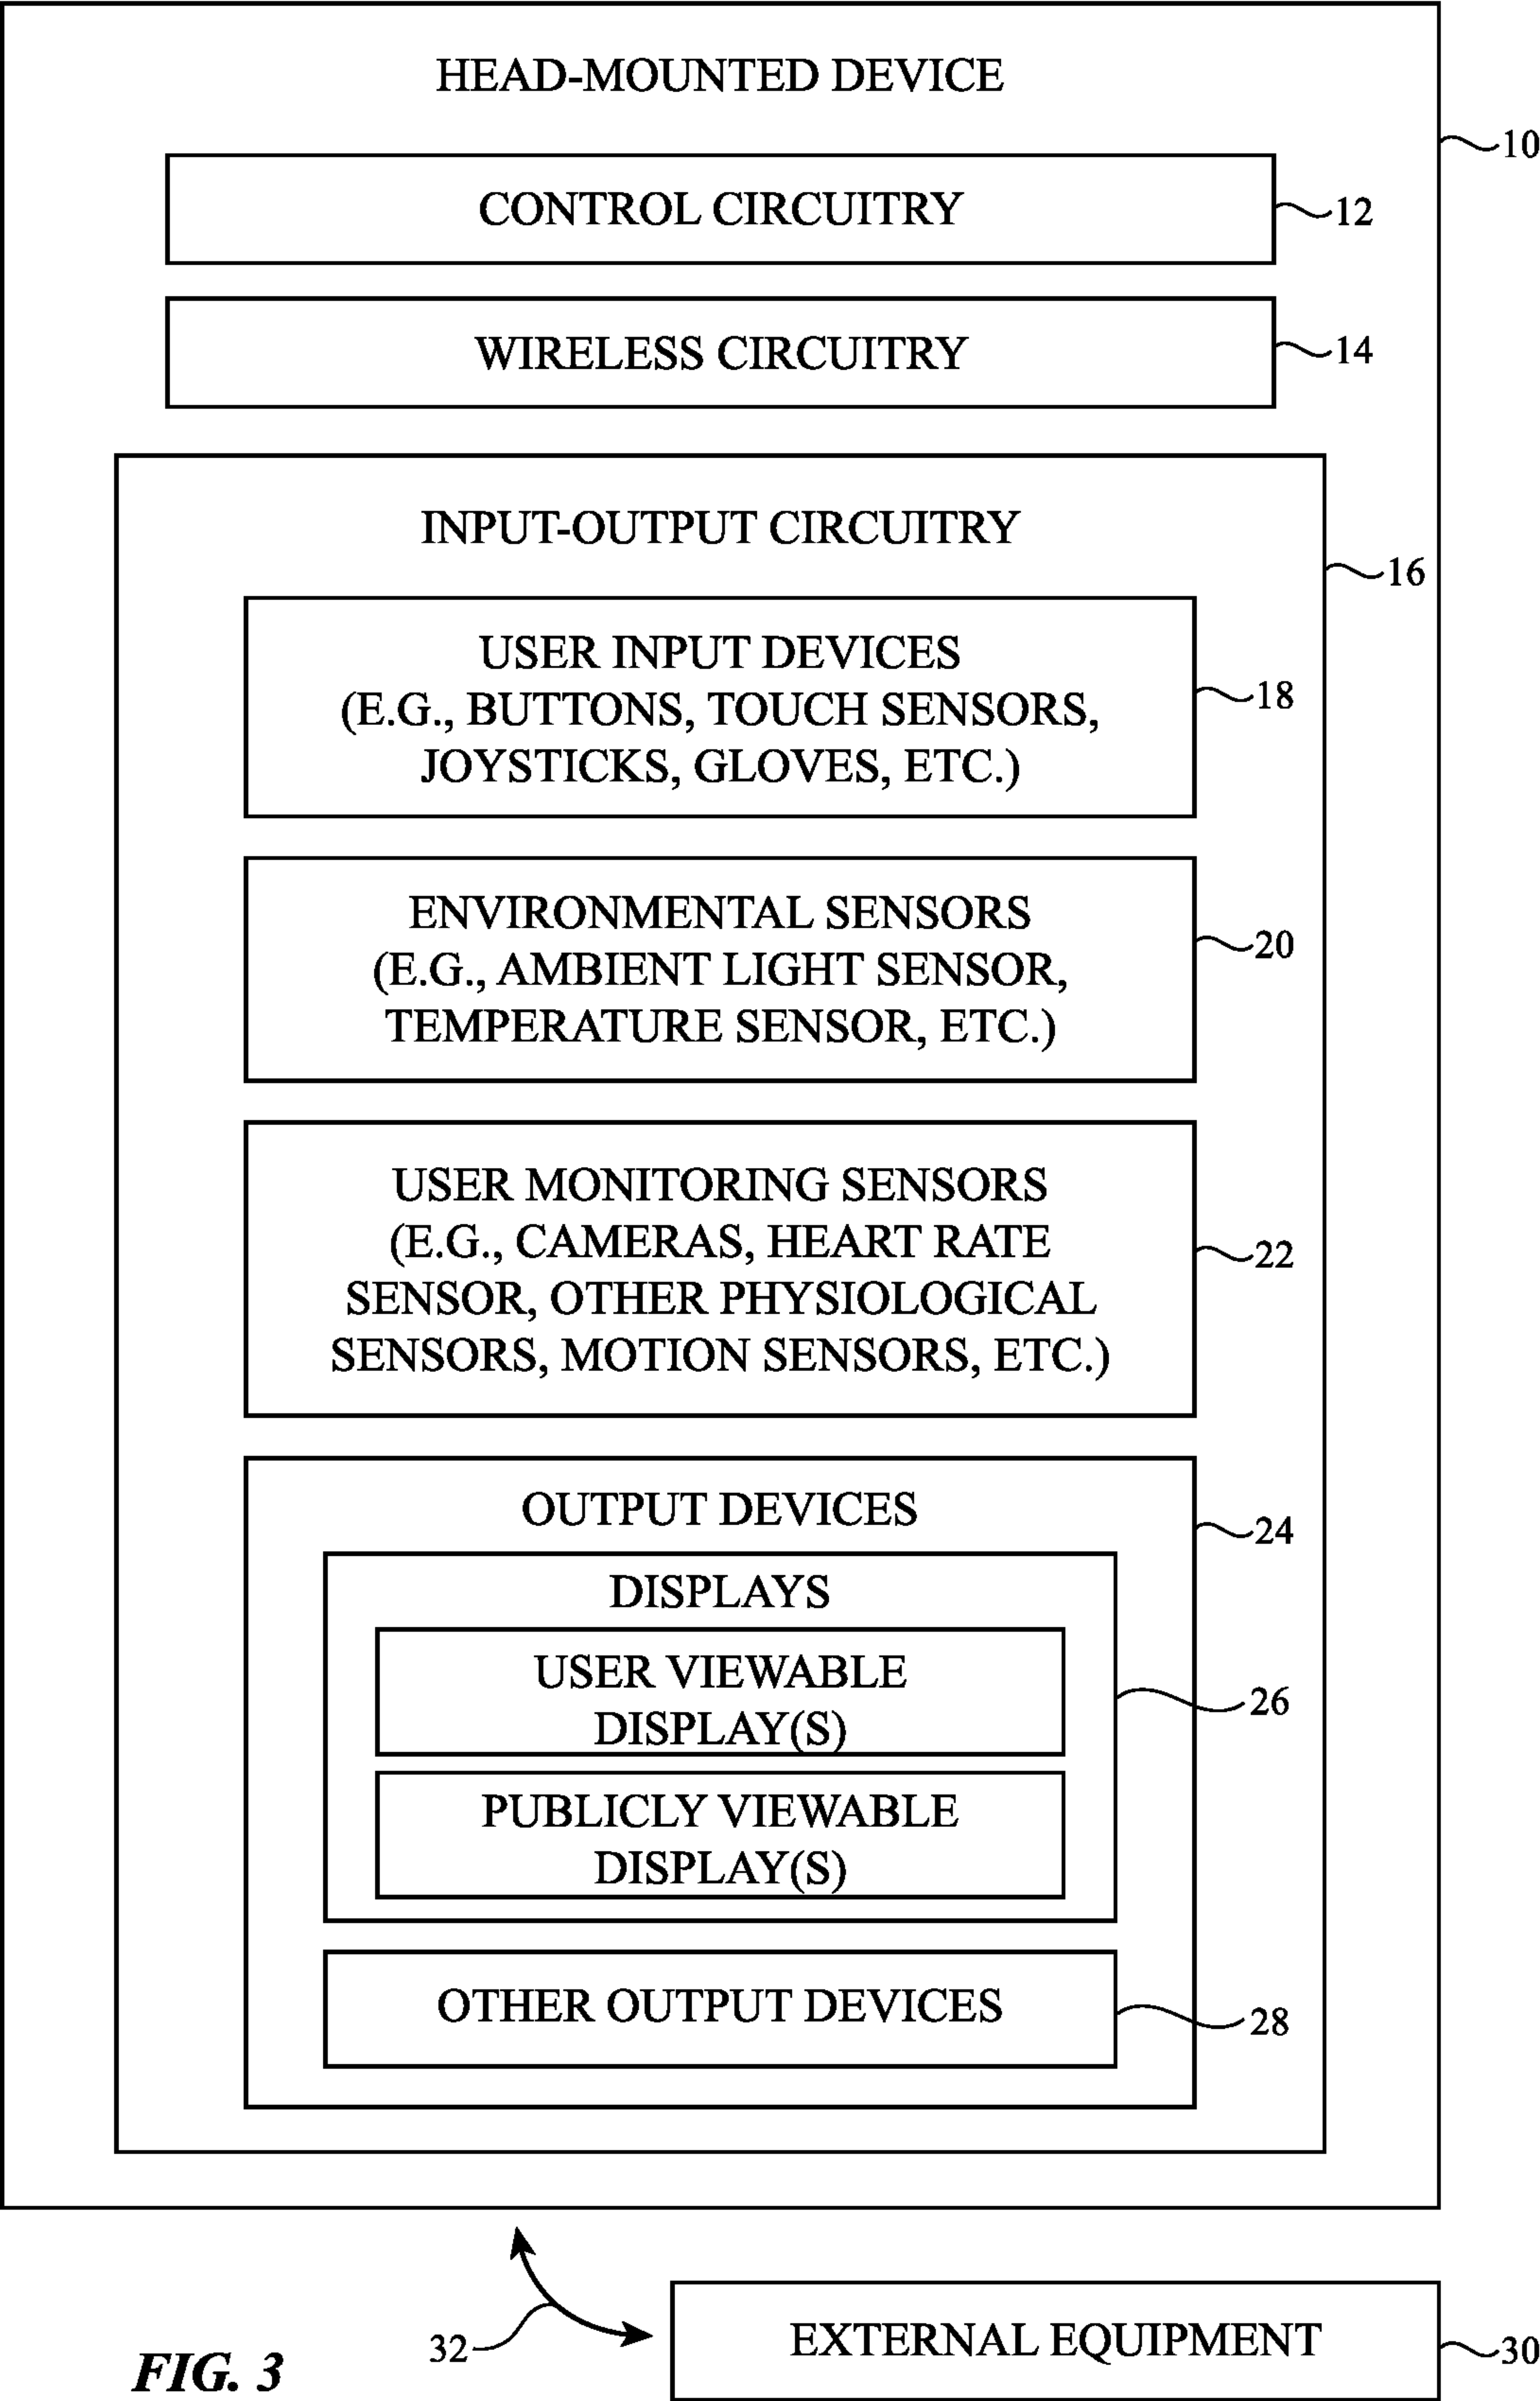 HEAD-MOUNTED DEVICE
10
CONTROL CIRCUITRY
12
WIRELESS CIRCUITRY
14
INPUT-OUTPUT CIRCUITRY
16
USER INPUT DEVICES
(E.G., BUTTONS, TOUCH SENSORS,
JOYSTICKS, GLOVES, ETC.)
18
ENVIRONMENTAL SENSORS
(E.G., AMBIENT LIGHT SENSOR,
TEMPERATURE SENSOR, ETC.)
20
USER MONITORING SENSORS
(E.G., CAMERAS, HEART RATE
SENSOR, OTHER PHYSIOLOGICAL
SENSORS, MOTION SENSORS, ETC.)
22
OUTPUT DEVICES
24
DISPLAYS
USER VIEWABLE
DISPLAY(S)
26
PUBLICLY VIEWABLE
DISPLAY(S)
OTHER OUTPUT DEVICES
28
32
EXTERNAL EQUIPMENT
30
FIG. 3